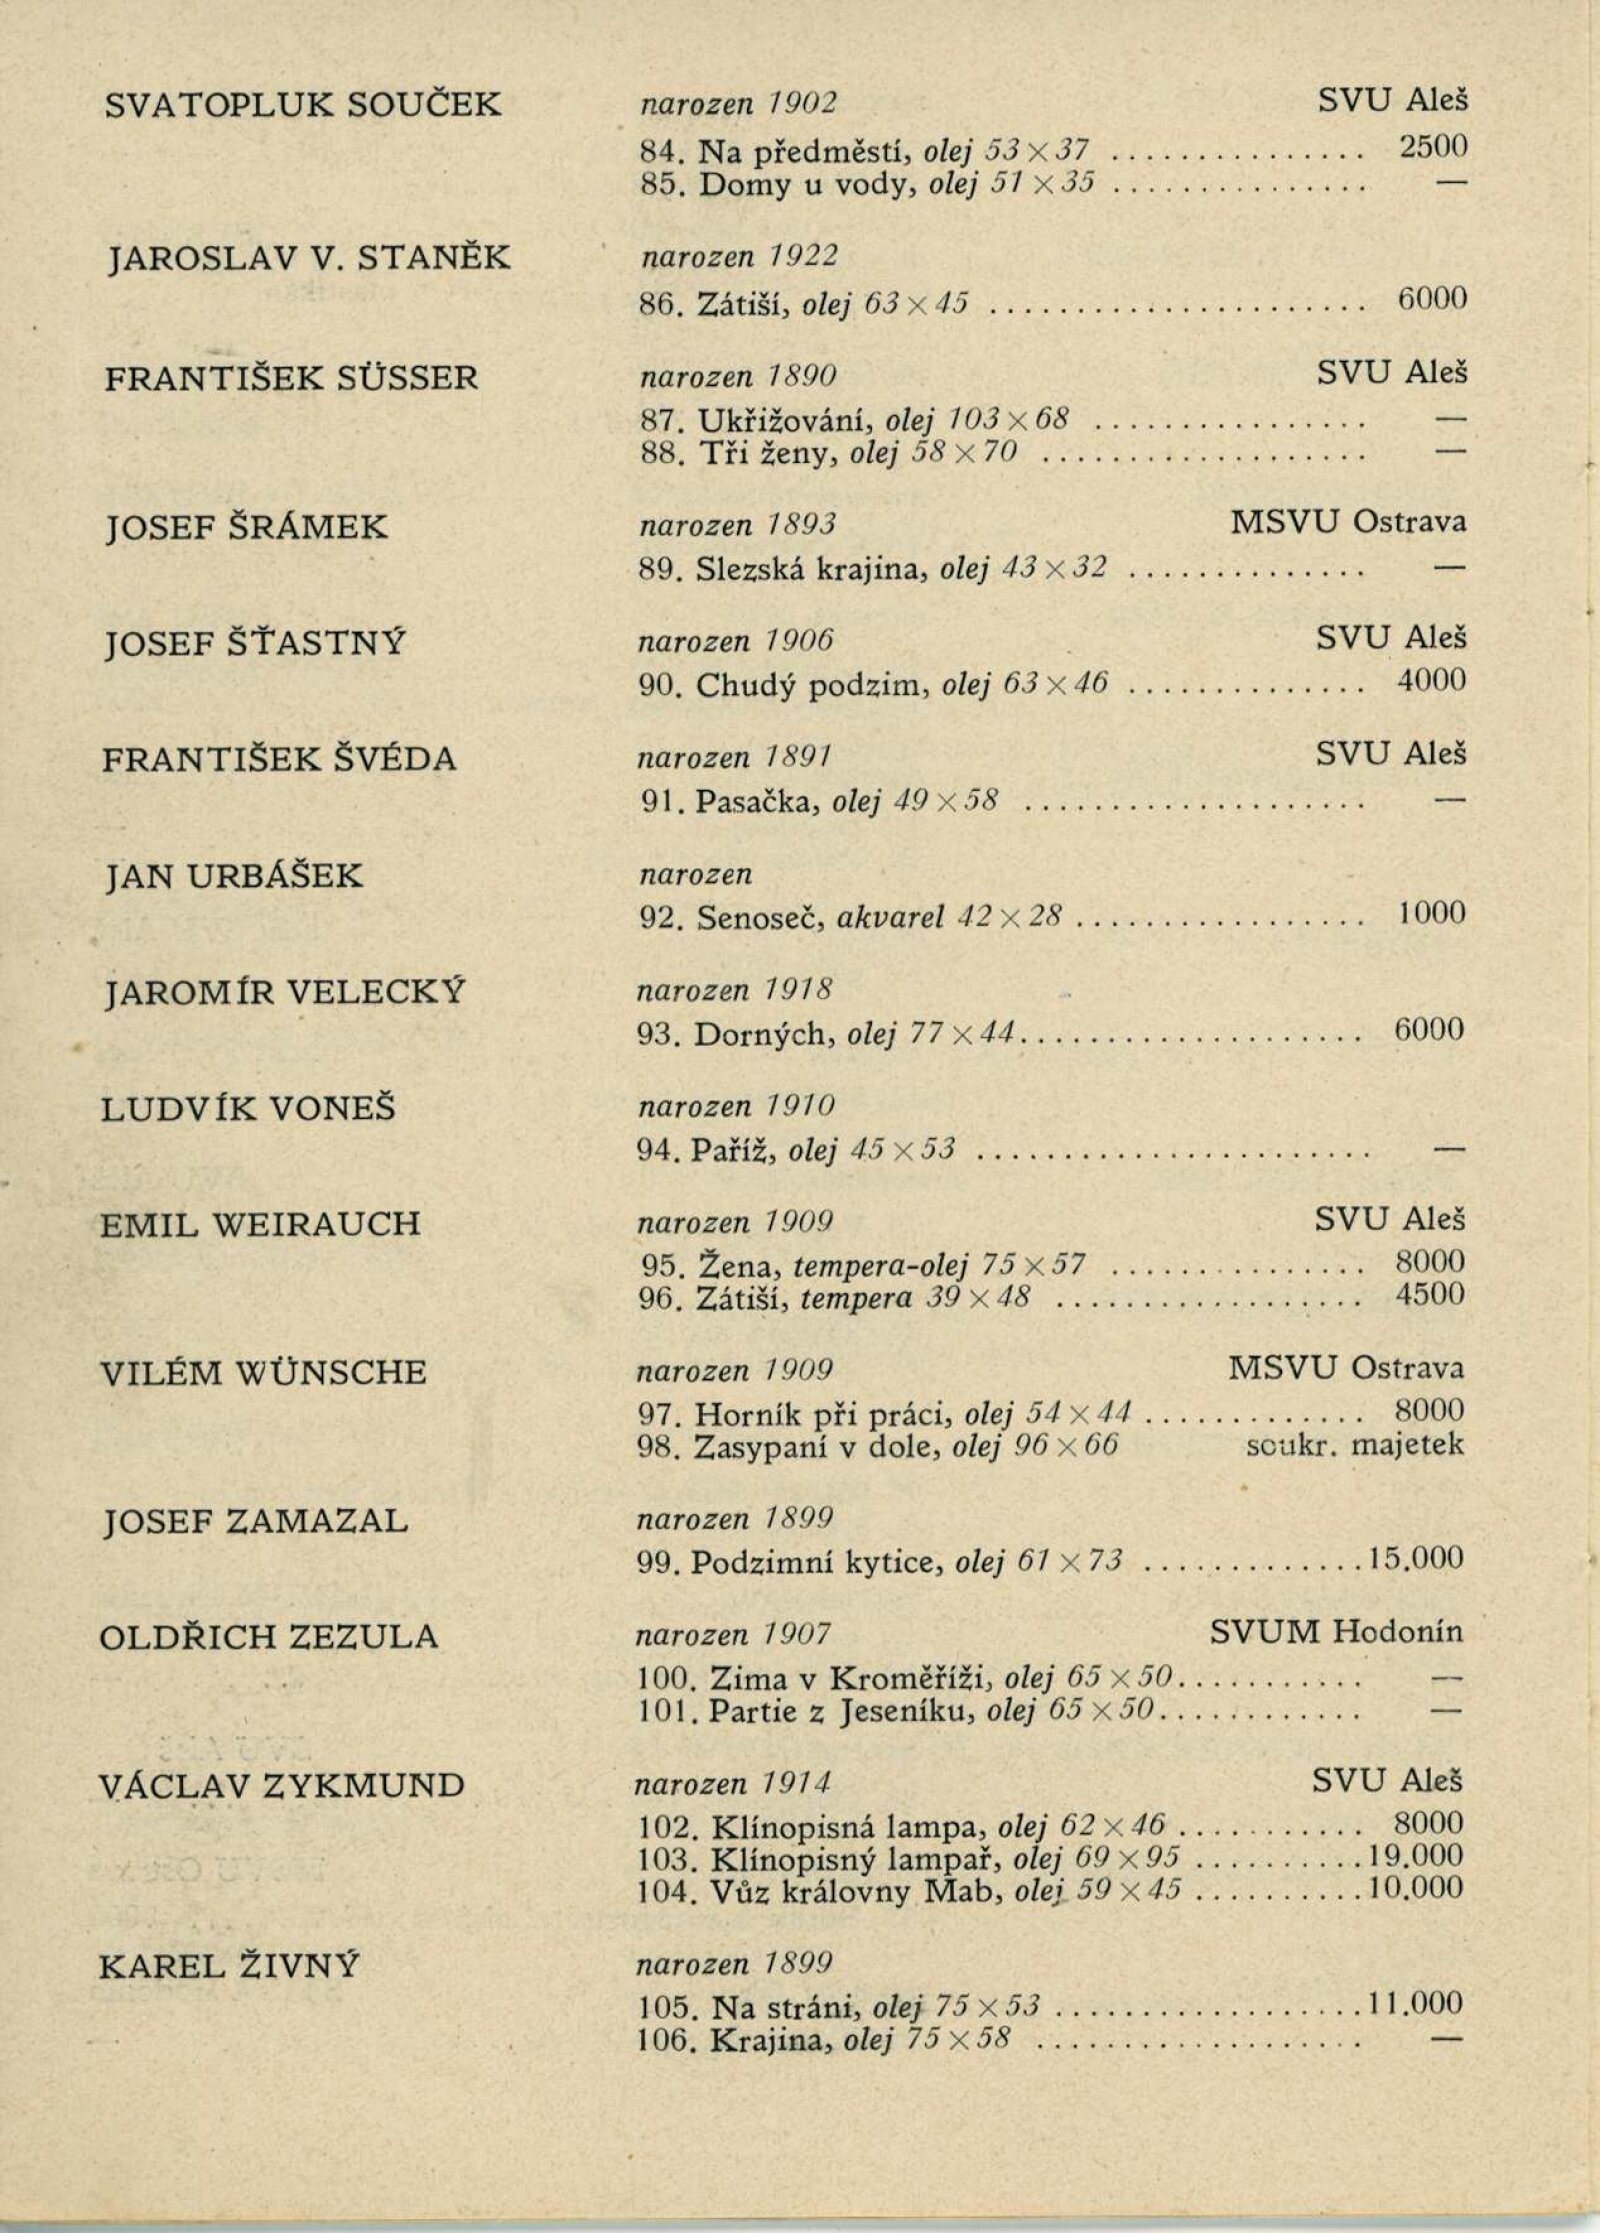 SVATOPLUK SOUČEK narozen 1902 SVU Aleš
84. Na předměstí, olej 53 × 37 ............... 2500
85. Domy u vody, olej 51 × 35 ............... —
JAROSLAV V. STANĚK narozen 1922
86. Zátiší, olej 63 × 45 ...................... 6000
FRANTIŠEK SÜSSER narozen 1890 SVU Aleš
87. Ukřižování, olej 103 × 68 ................ —
88. Tři ženy, olej 58 × 70 ................... —
JOSEF ŠRÁMEK narozen 1893 MSVU Ostrava
89. Slezská krajina, olej 43 × 32 .............. —
JOSEF ŠŤASTNÝ narozen 1906 SVU Aleš
90. Chudý podzim, olej 63 × 46 .............. 4000
FRANTIŠEK ŠVÉDA narozen 1891 SVU Aleš
91. Pasačka, olej 49 × 58 .................... —
JAN URBÁŠEK narozen
92. Senoseč, akvarel 42 × 28 ................. 1000
JAROMÍR VELECKÝ narozen 1918
93. Dorných, olej 77 × 44.................... 6000
LUDVÍK VONEŠ narozen 1910
94. Paříž, olej 45 × 53 ....................... —
EMIL WEIRAUCH narozen 1909 SVU Aleš
95. Žena, tempera-olej 75 × 57 ............... 8000
96. Zátiší, tempera 39 × 48 .................. 4500
VILÉM WÜNSCHE narozen 1909 MSVU Ostrava
97. Horník při práci, olej 54 × 44 ............. 8000
98. Zasypaní v dole, olej 96 × 66 soukr. majetek
JOSEF ZAMAZAL narozen 1899
99. Podzimní kytice, olej 61 × 73 .............15.000
OLDŘICH ZEZULA narozen 1907 SVUM Hodonín
100. Zima v Kroměříži, olej 65 × 50........... —
101. Partie z Jeseníku, olej 65 × 50............ —
VÁCLAV ZYKMUND narozen 1914 SVU Aleš
102. Klínopisná lampa, olej 62 × 46 ........... 8000
103. Klínopisný lampař, olej 69 × 95 ..........19.000
104. Vůz královny Mab, olej 59 × 45 ..........10.000
KAREL ŽIVNÝ narozen 1899
105. Na stráni, olej 75 × 53 ..................11.000
106. Krajina, olej 75 × 58 ................... —